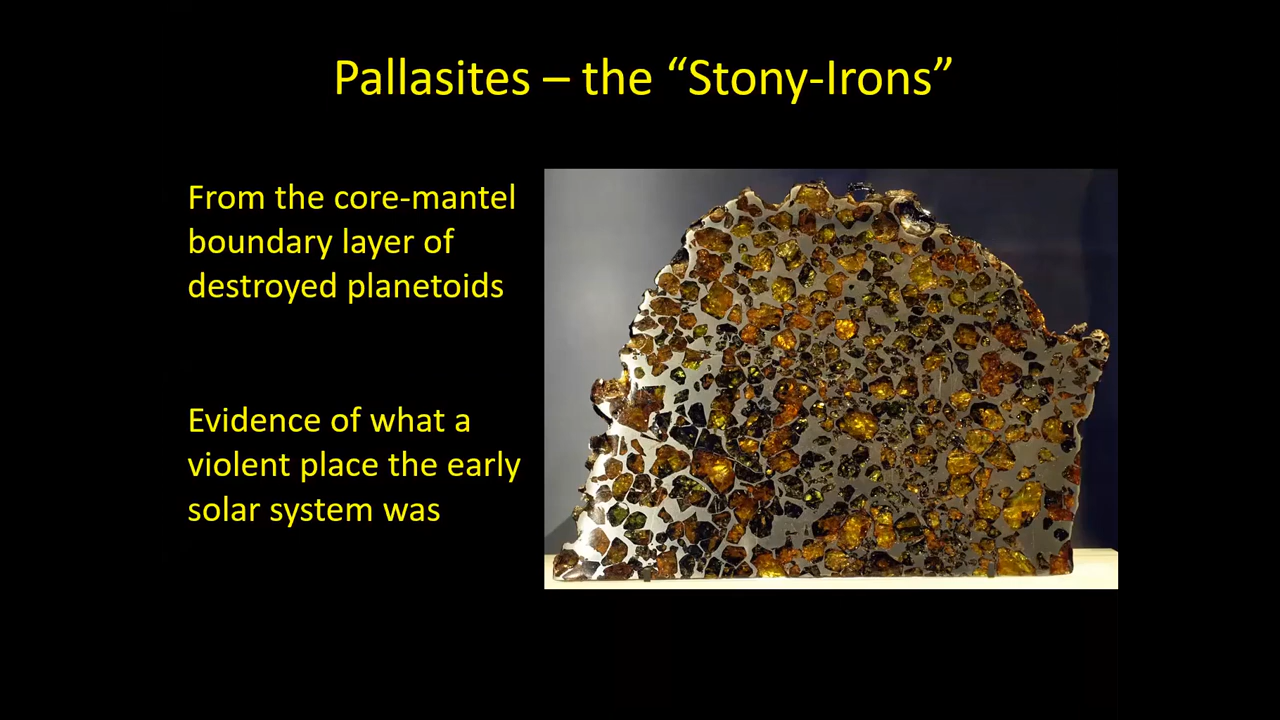 Pallasites – the “Stony-Irons”
From the core-mantel
boundary layer of
destroyed planetoids
Evidence of what a
violent place the early
solar system was